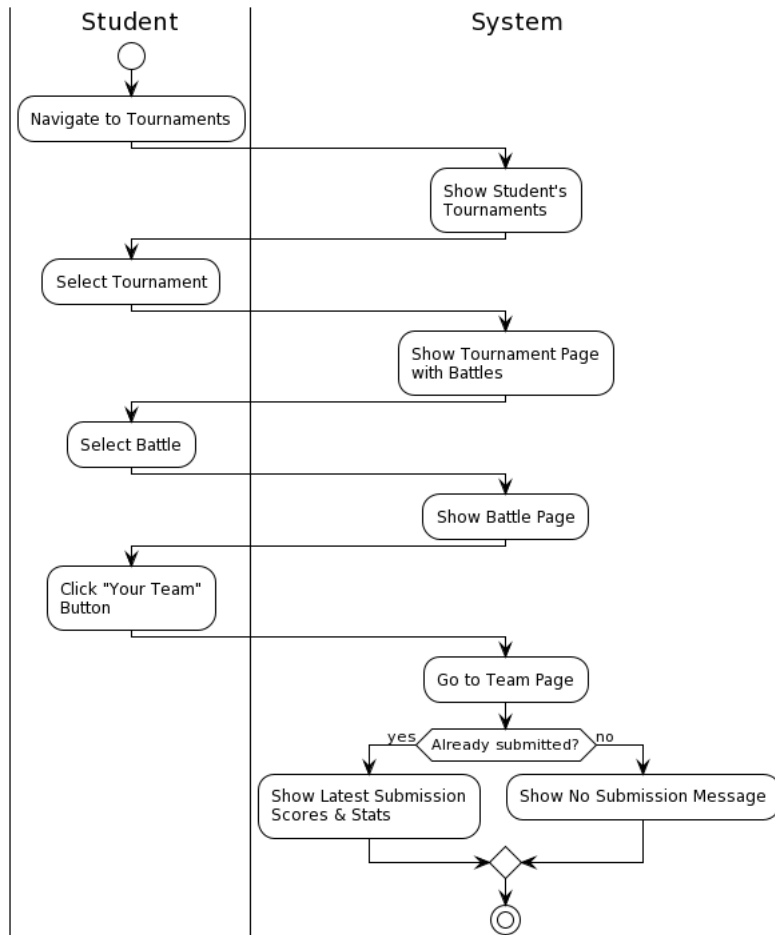 Student
System
Navigate to Tournaments
Show Student's
Tournaments
Select Tournament
Show Tournament Page
with Battles
Select Battle
Show Battle Page
Click "Your Team"
Button
Go to Team Page
yes
Already submitted?
no
Show Latest Submission
Scores & Stats
Show No Submission Message